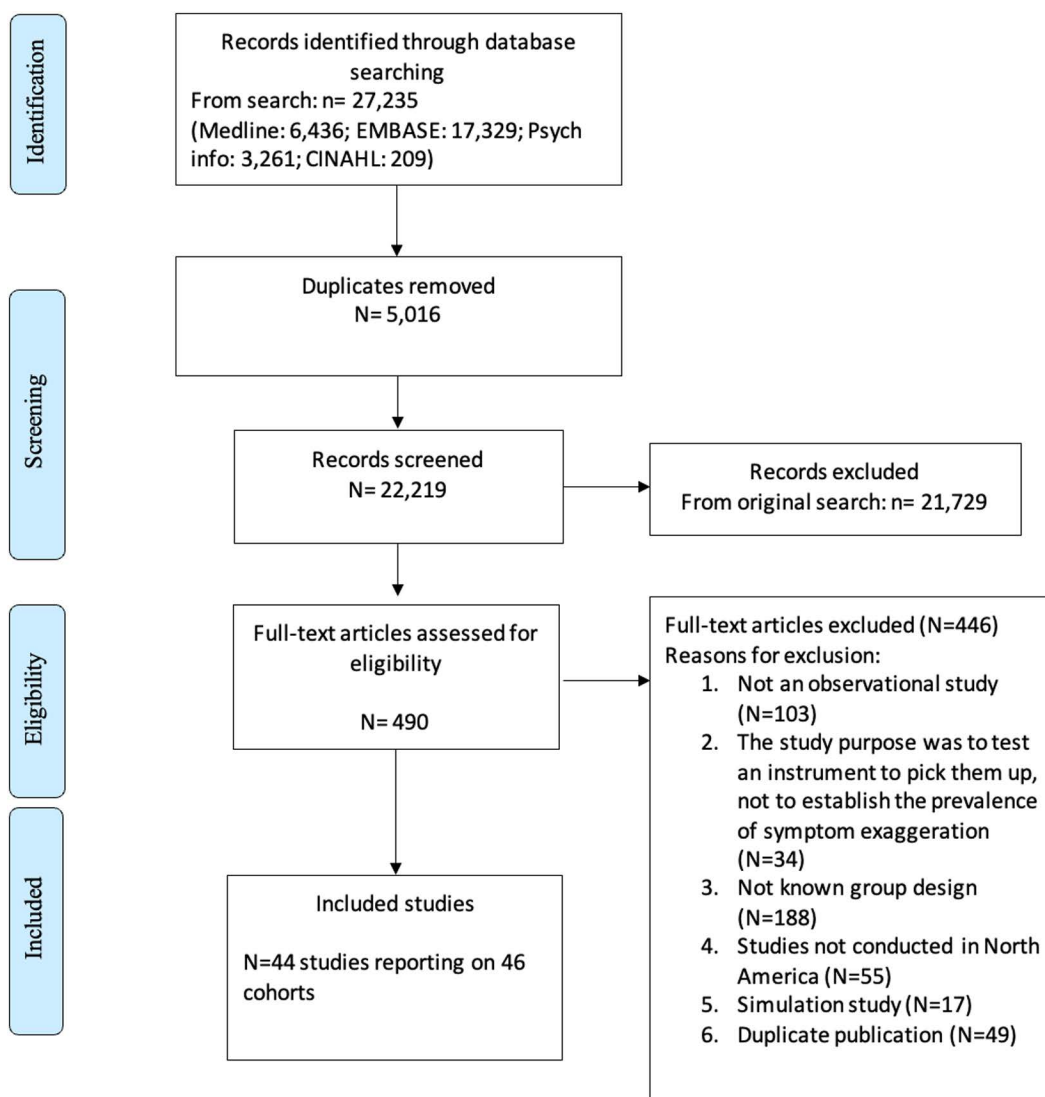 Identification
Records identified through database
searching
From search: n= 27,235
(Medline: 6,436; EMBASE: 17,329; Psych
info: 3,261; CINAHL: 209)
Screening
Duplicates removed
N= 5,016
Records screened
N= 22,219
Records excluded
From original search: n= 21,729
Eligibility
Full-text articles assessed for
eligibility
N= 490
Full-text articles excluded (N=446)
Reasons for exclusion:
1. Not an observational study
(N=103)
2. The study purpose was to test
an instrument to pick them up,
not to establish the prevalence
of symptom exaggeration
(N=34)
3. Not known group design
(N=188)
4. Studies not conducted in North
America (N=55)
5. Simulation study (N=17)
6. Duplicate publication (N=49)
Included
Included studies
N=44 studies reporting on 46
cohorts